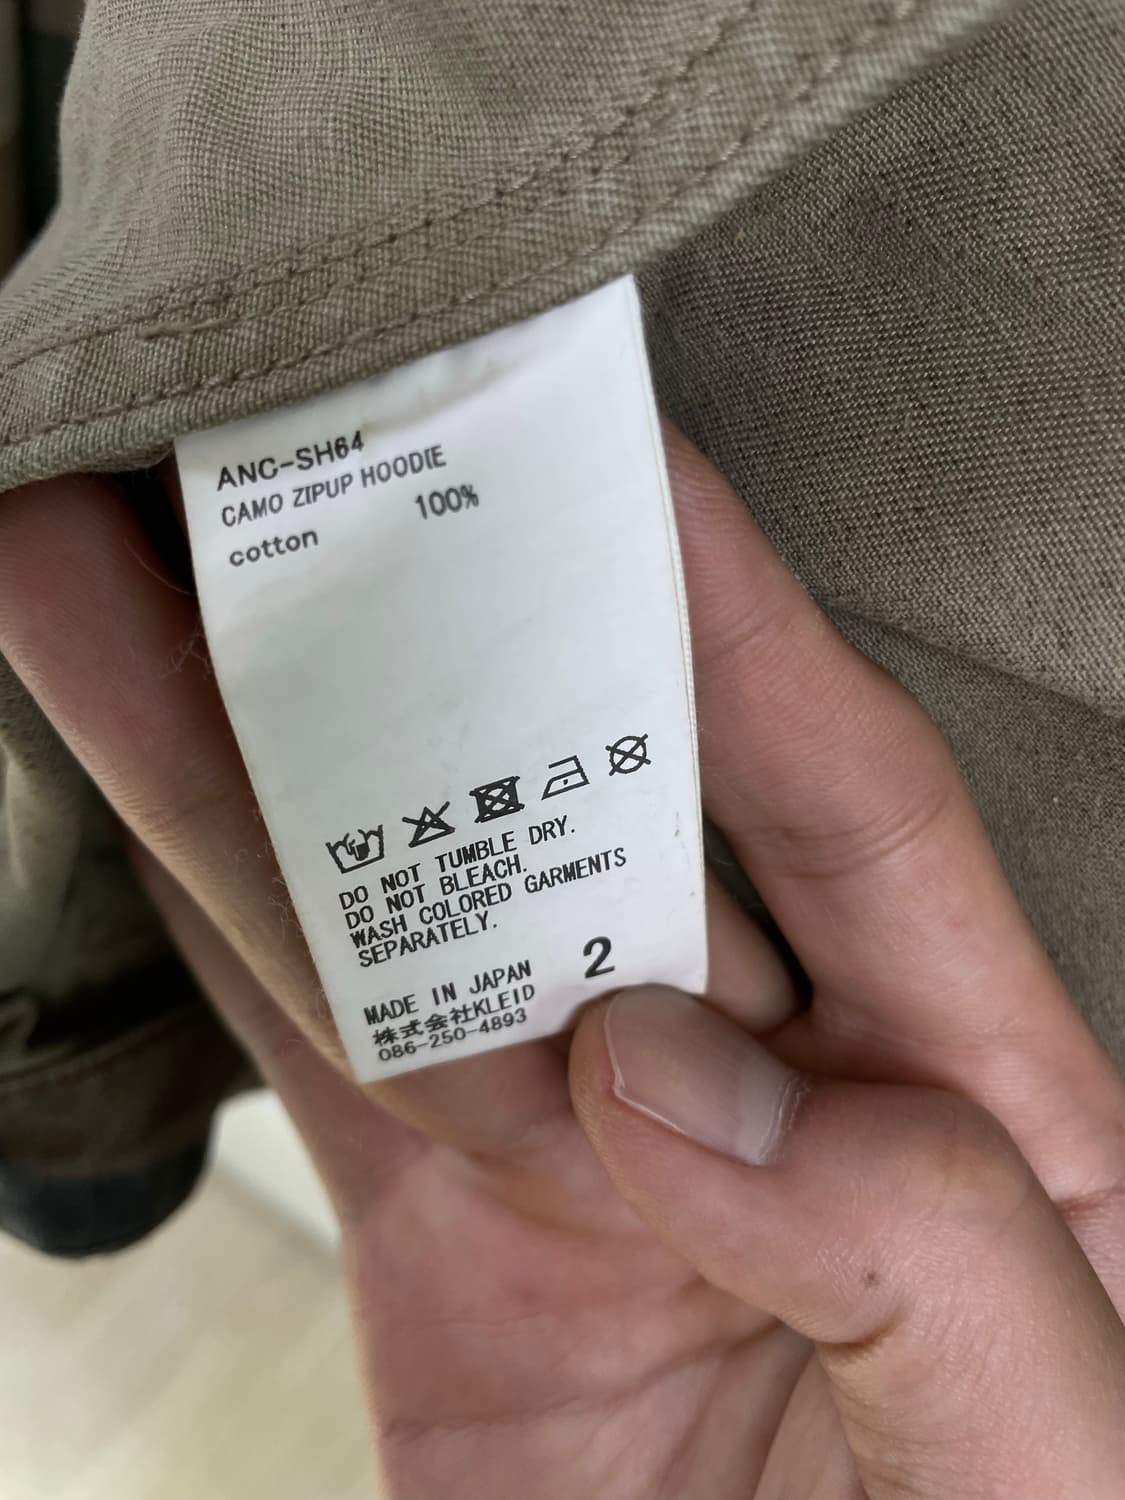 ANC-SH64
CAMO ZIPUP HOODIE
cotton 100%
DO NOT TUMBLE DRY.
DO NOT BLEACH.
WASH COLORED GARMENTS
SEPARATELY.
2
MADE IN JAPAN
株式会社KLEID
086-250-4893